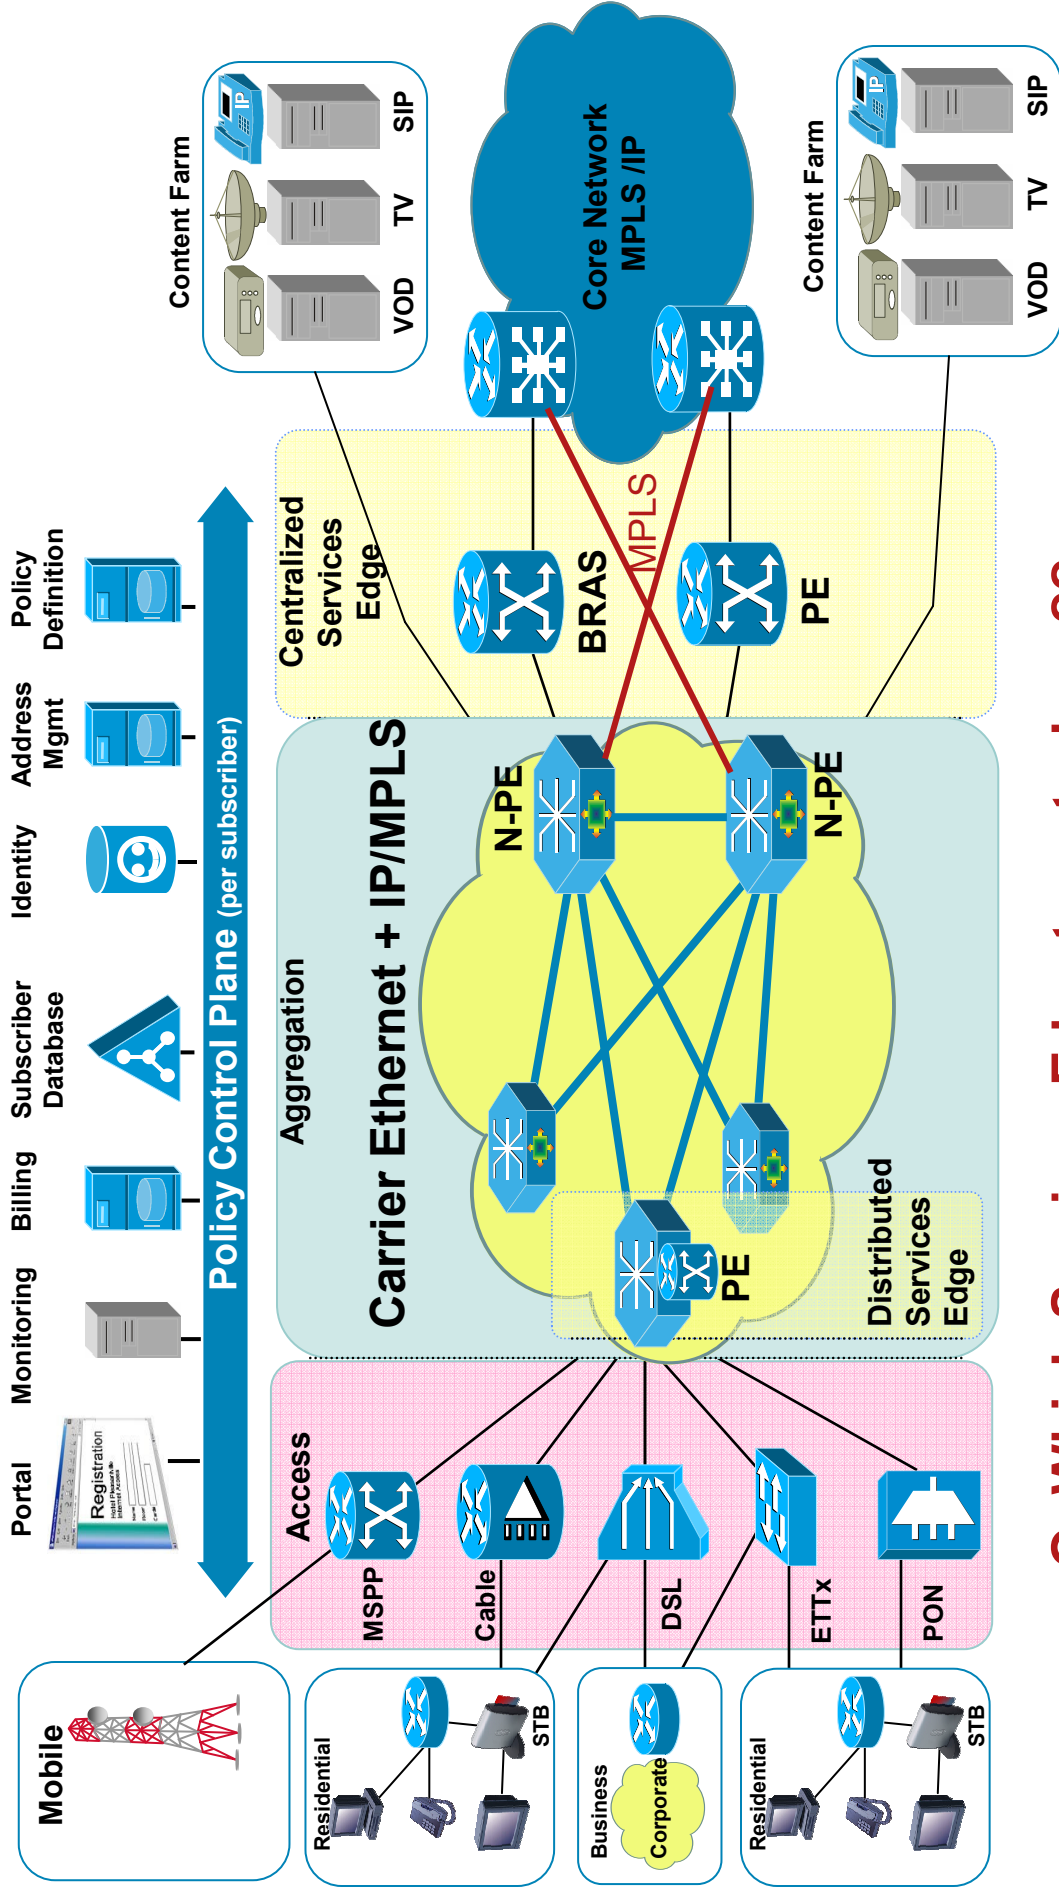 Portal
Monitoring
Billing
Subscriber
Database
Identity
Address
Mgmt
Policy
Definition
Registration
Policy Control Plane (per subscriber)
Mobile
Residential
STB
Business
Corporate
Residential
STB
Access
MSPP
Cable
DSL
ETTx
PON
Aggregation
Carrier Ethernet + IP/MPLS
N-PE
N-PE
PE
Distributed
Services
Edge
Centralized
Services
Edge
BRAS
MPLS
PE
Content Farm
IP
VOD
TV
SIP
Core Network
MPLS /IP
Content Farm
IP
VOD
TV
SIP